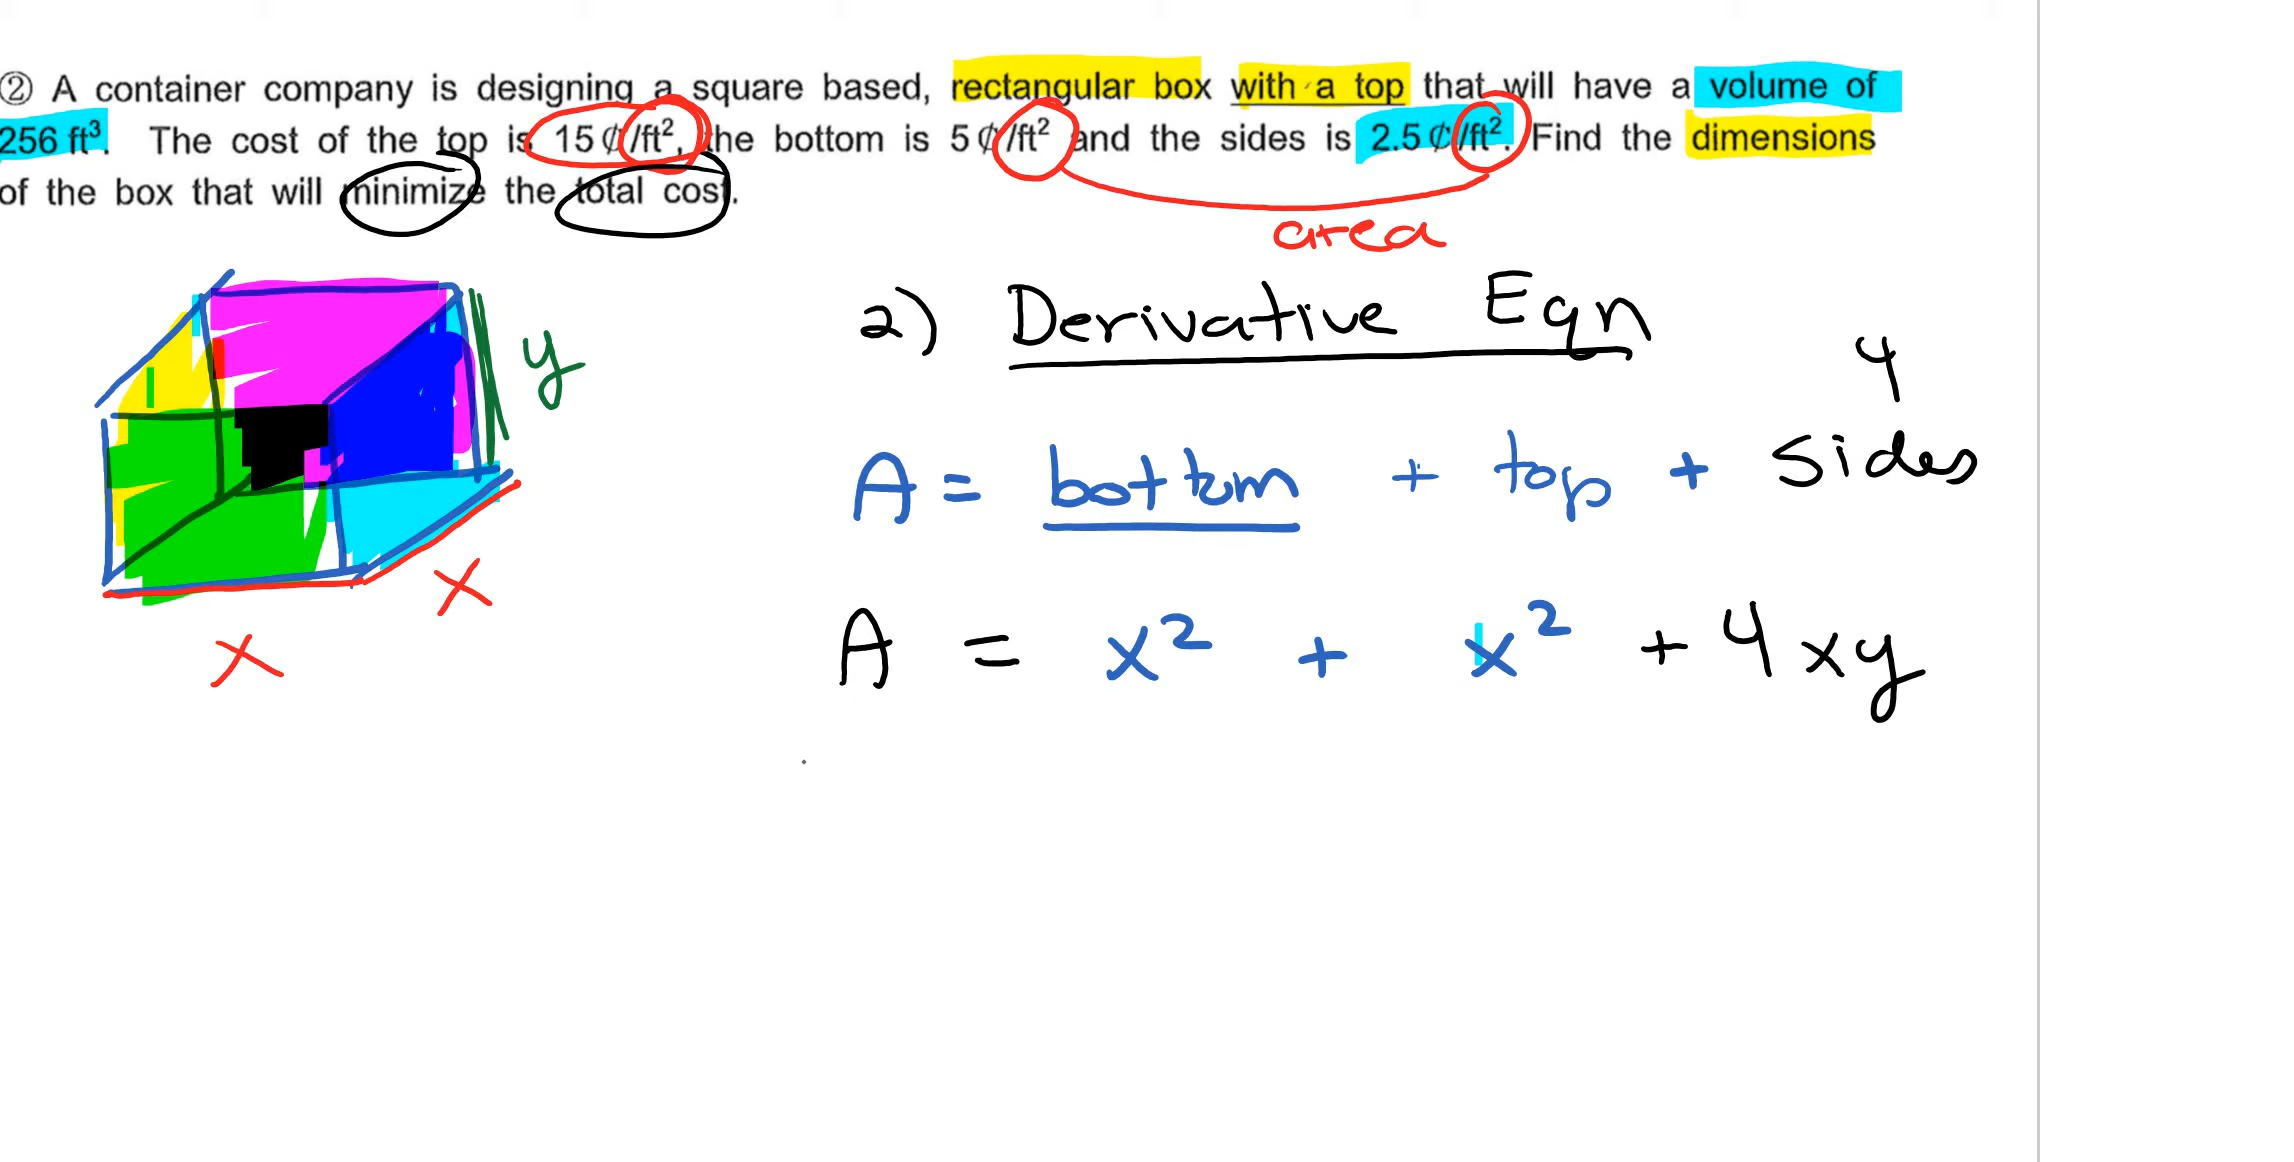 ② A container company is designing a square based, rectangular box with a top that will have a volume of
256 ft³. The cost of the top is 15 ¢/ft², the bottom is 5 ¢/ft² and the sides is 2.5 ¢/ft². Find the dimensions
of the box that will minimize the total cost.
area
2) Derivative Eqn
y
4
A = bottom + top + sides
x
x
A = x² + x² + 4xy